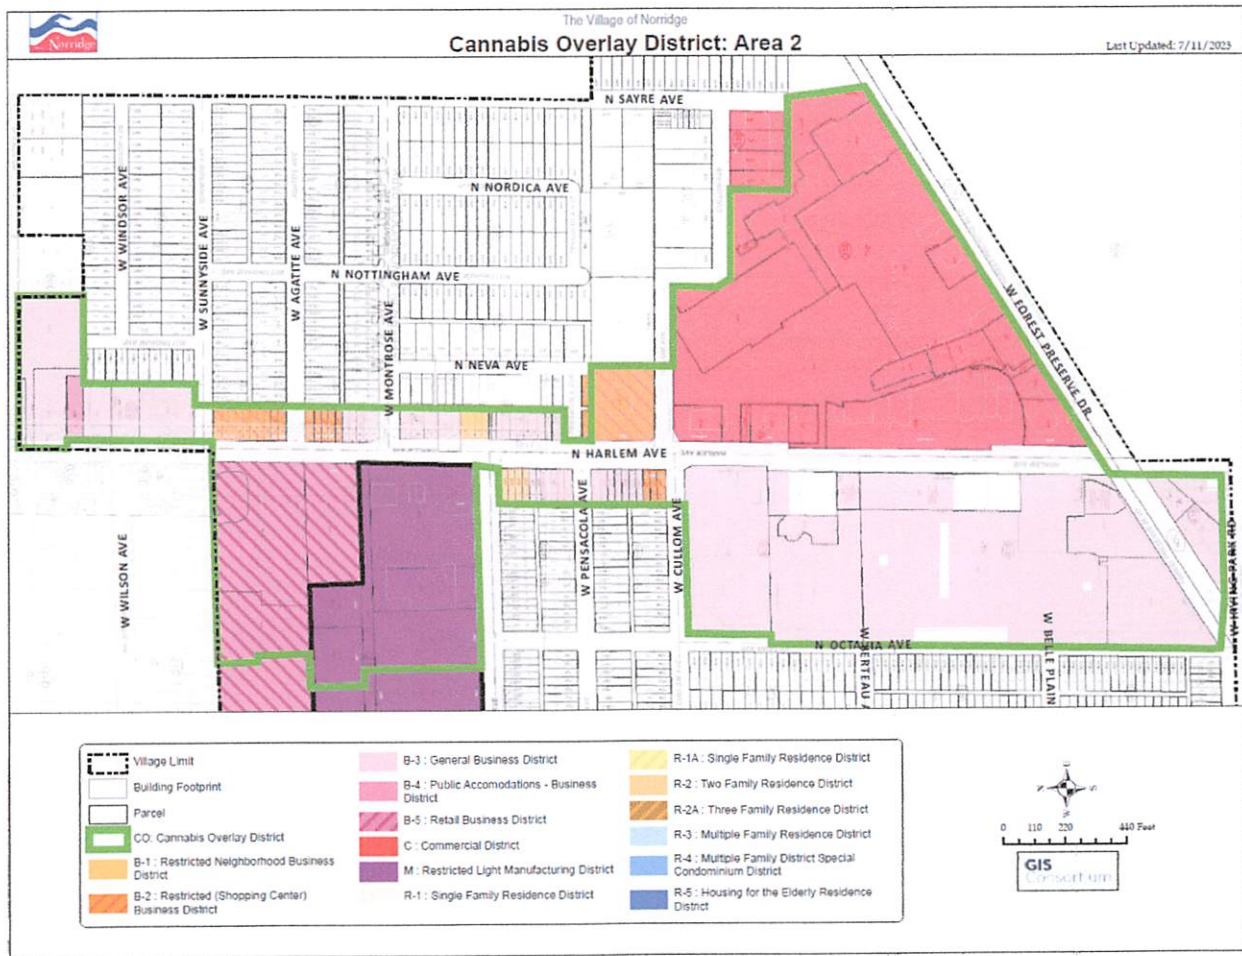 The Village of Norridge
Norridge
Cannabis Overlay District: Area 2
Last Updated: 7/11/2023
N SAYRE AVE
N NORDICA AVE
W WINDSOR AVE
W SUNNYSIDE AVE
W AGATITE AVE
N NOTTINGHAM AVE
W MONTROSE AVE
W FOREST PRESERVE DR.
N NEVA AVE
N HARLEM AVE
W WILSON AVE
W PENSACOLA AVE
W CULLOM AVE
W IRVING PARK RD
N OCTAVIA AVE
W BERTEAU A
W BELLE PLAIN
Village Limit
Building Footprint
Parcel
CO: Cannabis Overlay District
B-1 : Restricted Neighborhood Business
District
B-2 : Restricted (Shopping Center)
Business District
B-3 : General Business District
B-4 : Public Accomodations - Business
District
B-5 : Retail Business District
C : Commercial District
M : Restricted Light Manufacturing District
R-1 : Single Family Residence District
R-1A : Single Family Residence District
R-2 : Two Family Residence District
R-2A : Three Family Residence District
R-3 : Multiple Family Residence District
R-4 : Multiple Family District Special
Condominium District
R-5 : Housing for the Elderly Residence
District
0 110 220 440 Feet
GIS
Consortium